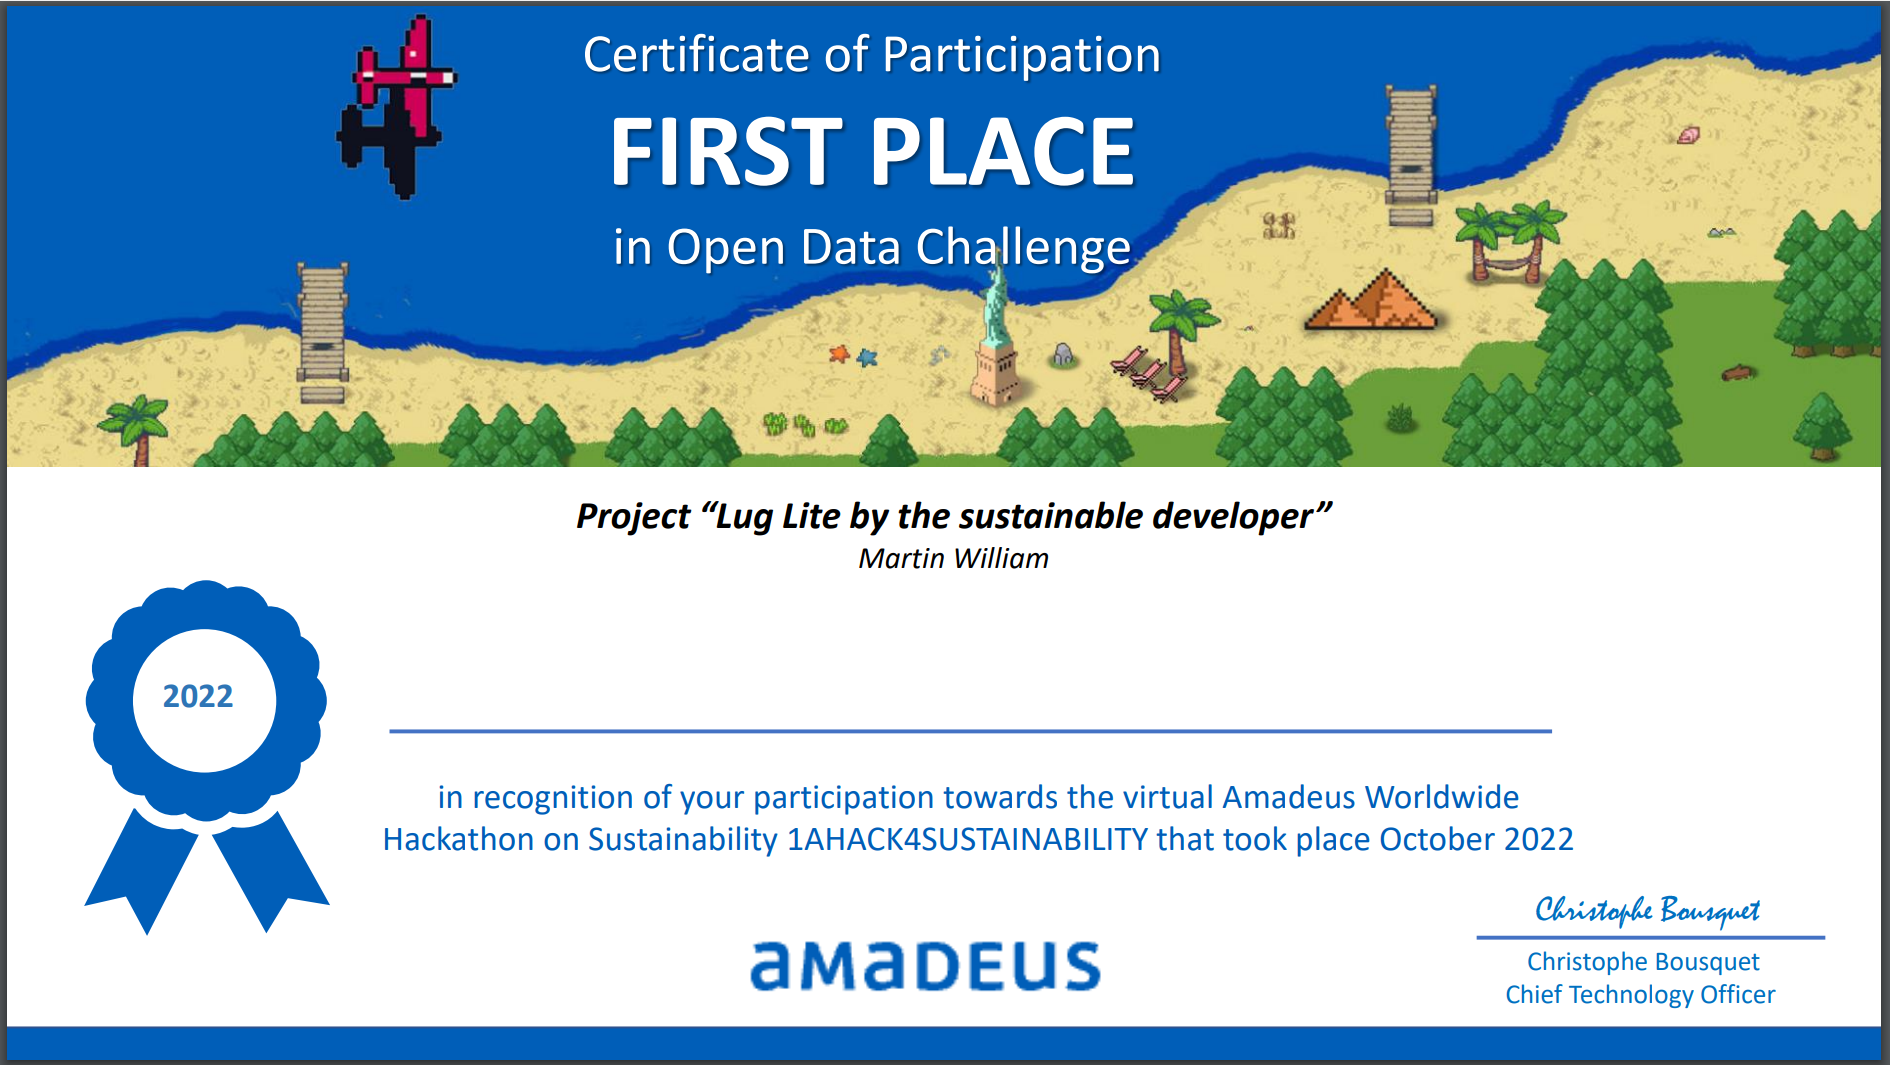 Certificate of Participation
FIRST PLACE
in Open Data Challenge
Project “Lug Lite by the sustainable developer”
Martin William
2022
in recognition of your participation towards the virtual Amadeus Worldwide
Hackathon on Sustainability 1AHACK4SUSTAINABILITY that took place October 2022
Christophe Bousquet
Christophe Bousquet
Chief Technology Officer
aMaDEUS